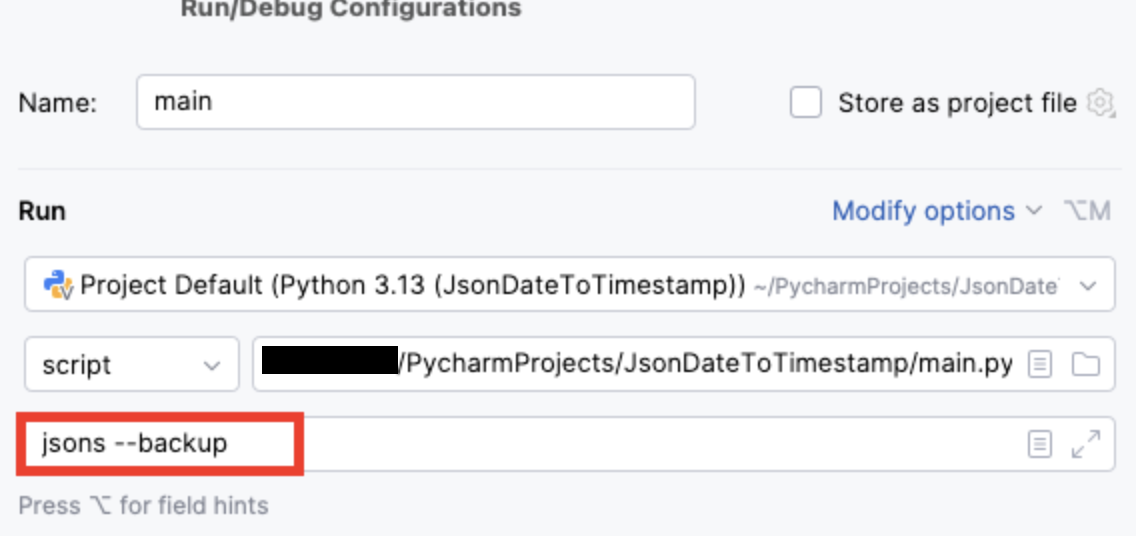 Run/Debug Configurations
Name: main Store as project file
Run Modify options ⌥M
Project Default (Python 3.13 (JsonDateToTimestamp)) ~/PycharmProjects/JsonDate
script /PycharmProjects/JsonDateToTimestamp/main.py
jsons --backup
Press ⌥ for field hints